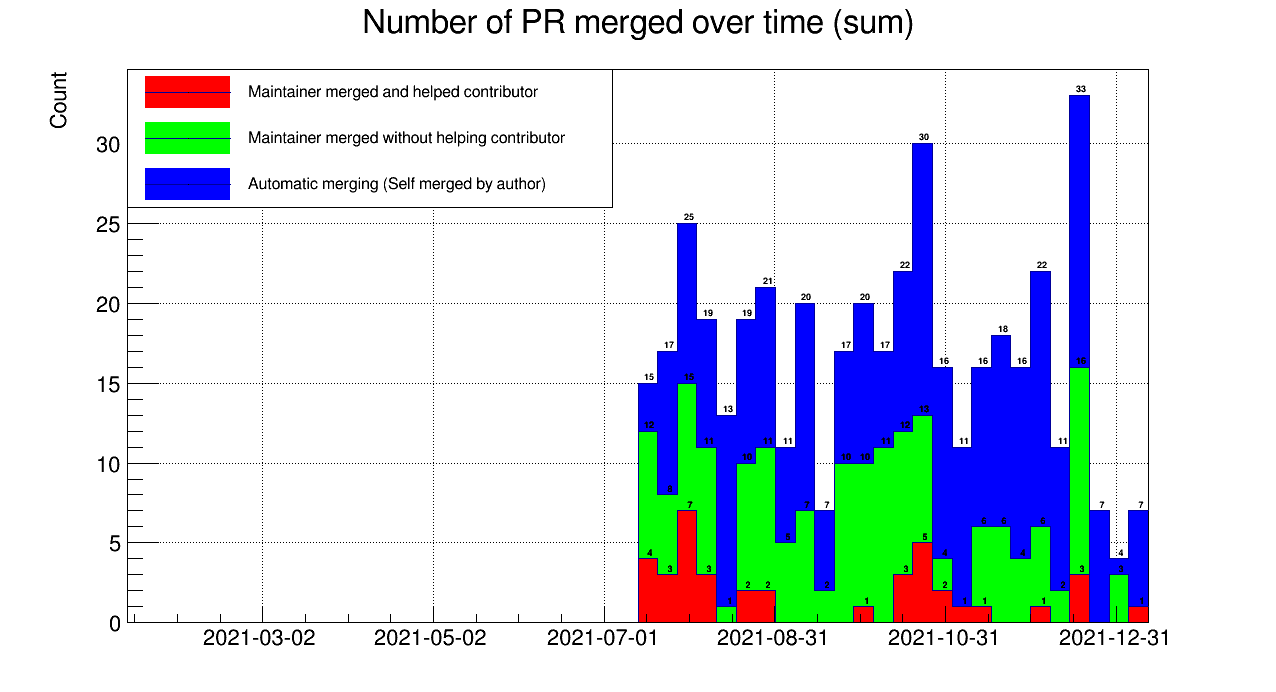 Number of PR merged over time (sum)
Count
Maintainer merged and helped contributor
Maintainer merged without helping contributor
Automatic merging (Self merged by author)
30
25
20
15
10
5
0
15 17 25 19 13 19 21 11 20 7 17 20 17 22 30 16 11 16 18 16 22 11 33 7 4 7
12 8 15 11 1 10 11 5 7 2 10 10 11 12 13 4 1 6 6 4 6 2 16 3 1
4 3 7 3 2 2 1 3 5 2 1 1 3
2021-03-02 2021-05-02 2021-07-01 2021-08-31 2021-10-31 2021-12-31